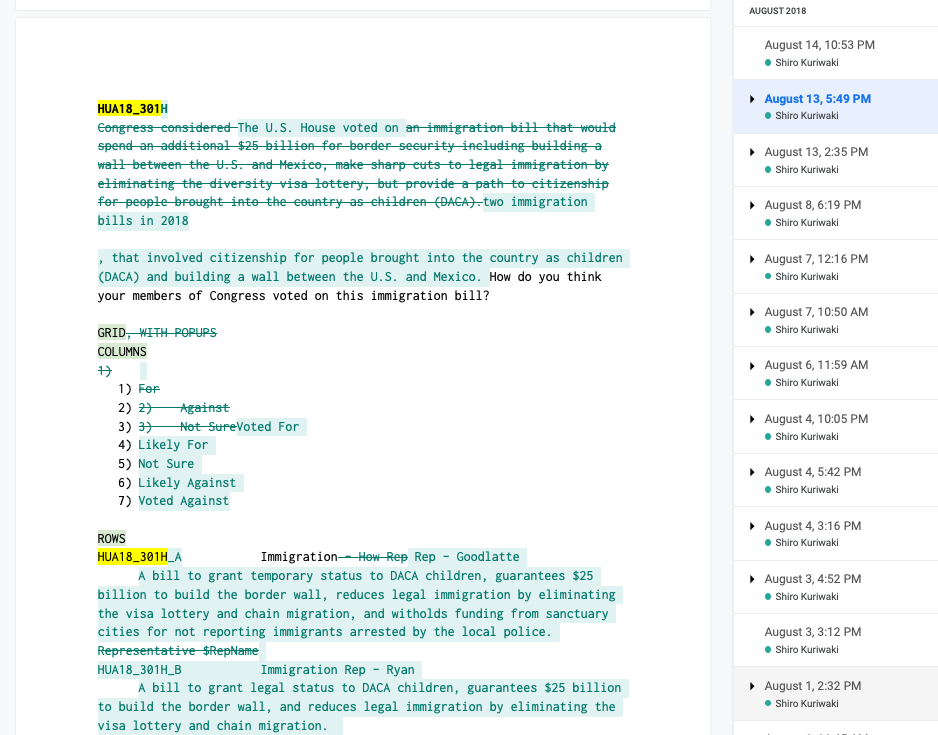 HUA18_301H
Congress considered The U.S. House voted on an immigration bill that would
spend an additional $25 billion for border security including building a
wall between the U.S. and Mexico, make sharp cuts to legal immigration by
eliminating the diversity visa lottery, but provide a path to citizenship
for people brought into the country as children (DACA).two immigration
bills in 2018
, that involved citizenship for people brought into the country as children
(DACA) and building a wall between the U.S. and Mexico. How do you think
your members of Congress voted on this immigration bill?
GRID, WITH POPUPS
COLUMNS
1)
1) For
2) 2) Against
3) 3) Not SureVoted For
4) Likely For
5) Not Sure
6) Likely Against
7) Voted Against
ROWS
HUA18_301H_A Immigration - How Rep Rep - Goodlatte
A bill to grant temporary status to DACA children, guarantees $25
billion to build the border wall, reduces legal immigration by eliminating
the visa lottery and chain migration, and witholds funding from sanctuary
cities for not reporting immigrants arrested by the local police.
Representative $RepName
HUA18_301H_B Immigration Rep - Ryan
A bill to grant legal status to DACA children, guarantees $25 billion
to build the border wall, and reduces legal immigration by eliminating the
visa lottery and chain migration.
AUGUST 2018
August 14, 10:53 PM
Shiro Kuriwaki
August 13, 5:49 PM
Shiro Kuriwaki
August 13, 2:35 PM
Shiro Kuriwaki
August 8, 6:19 PM
Shiro Kuriwaki
August 7, 12:16 PM
Shiro Kuriwaki
August 7, 10:50 AM
Shiro Kuriwaki
August 6, 11:59 AM
Shiro Kuriwaki
August 4, 10:05 PM
Shiro Kuriwaki
August 4, 5:42 PM
Shiro Kuriwaki
August 4, 3:16 PM
Shiro Kuriwaki
August 3, 4:52 PM
Shiro Kuriwaki
August 3, 3:12 PM
Shiro Kuriwaki
August 1, 2:32 PM
Shiro Kuriwaki